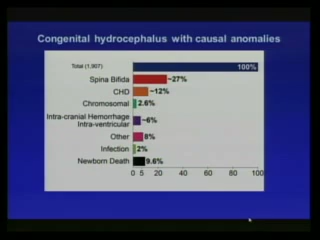 Congenital hydrocephalus with causal anomalies
Total (1,907) 100%
Spina Bifida ~27%
CHD ~12%
Chromosomal 2.6%
Intra-cranial Hemorrhage
Intra-ventricular ~6%
Other 8%
Infection 2%
Newborn Death 9.6%
0 5 20 40 60 80 100